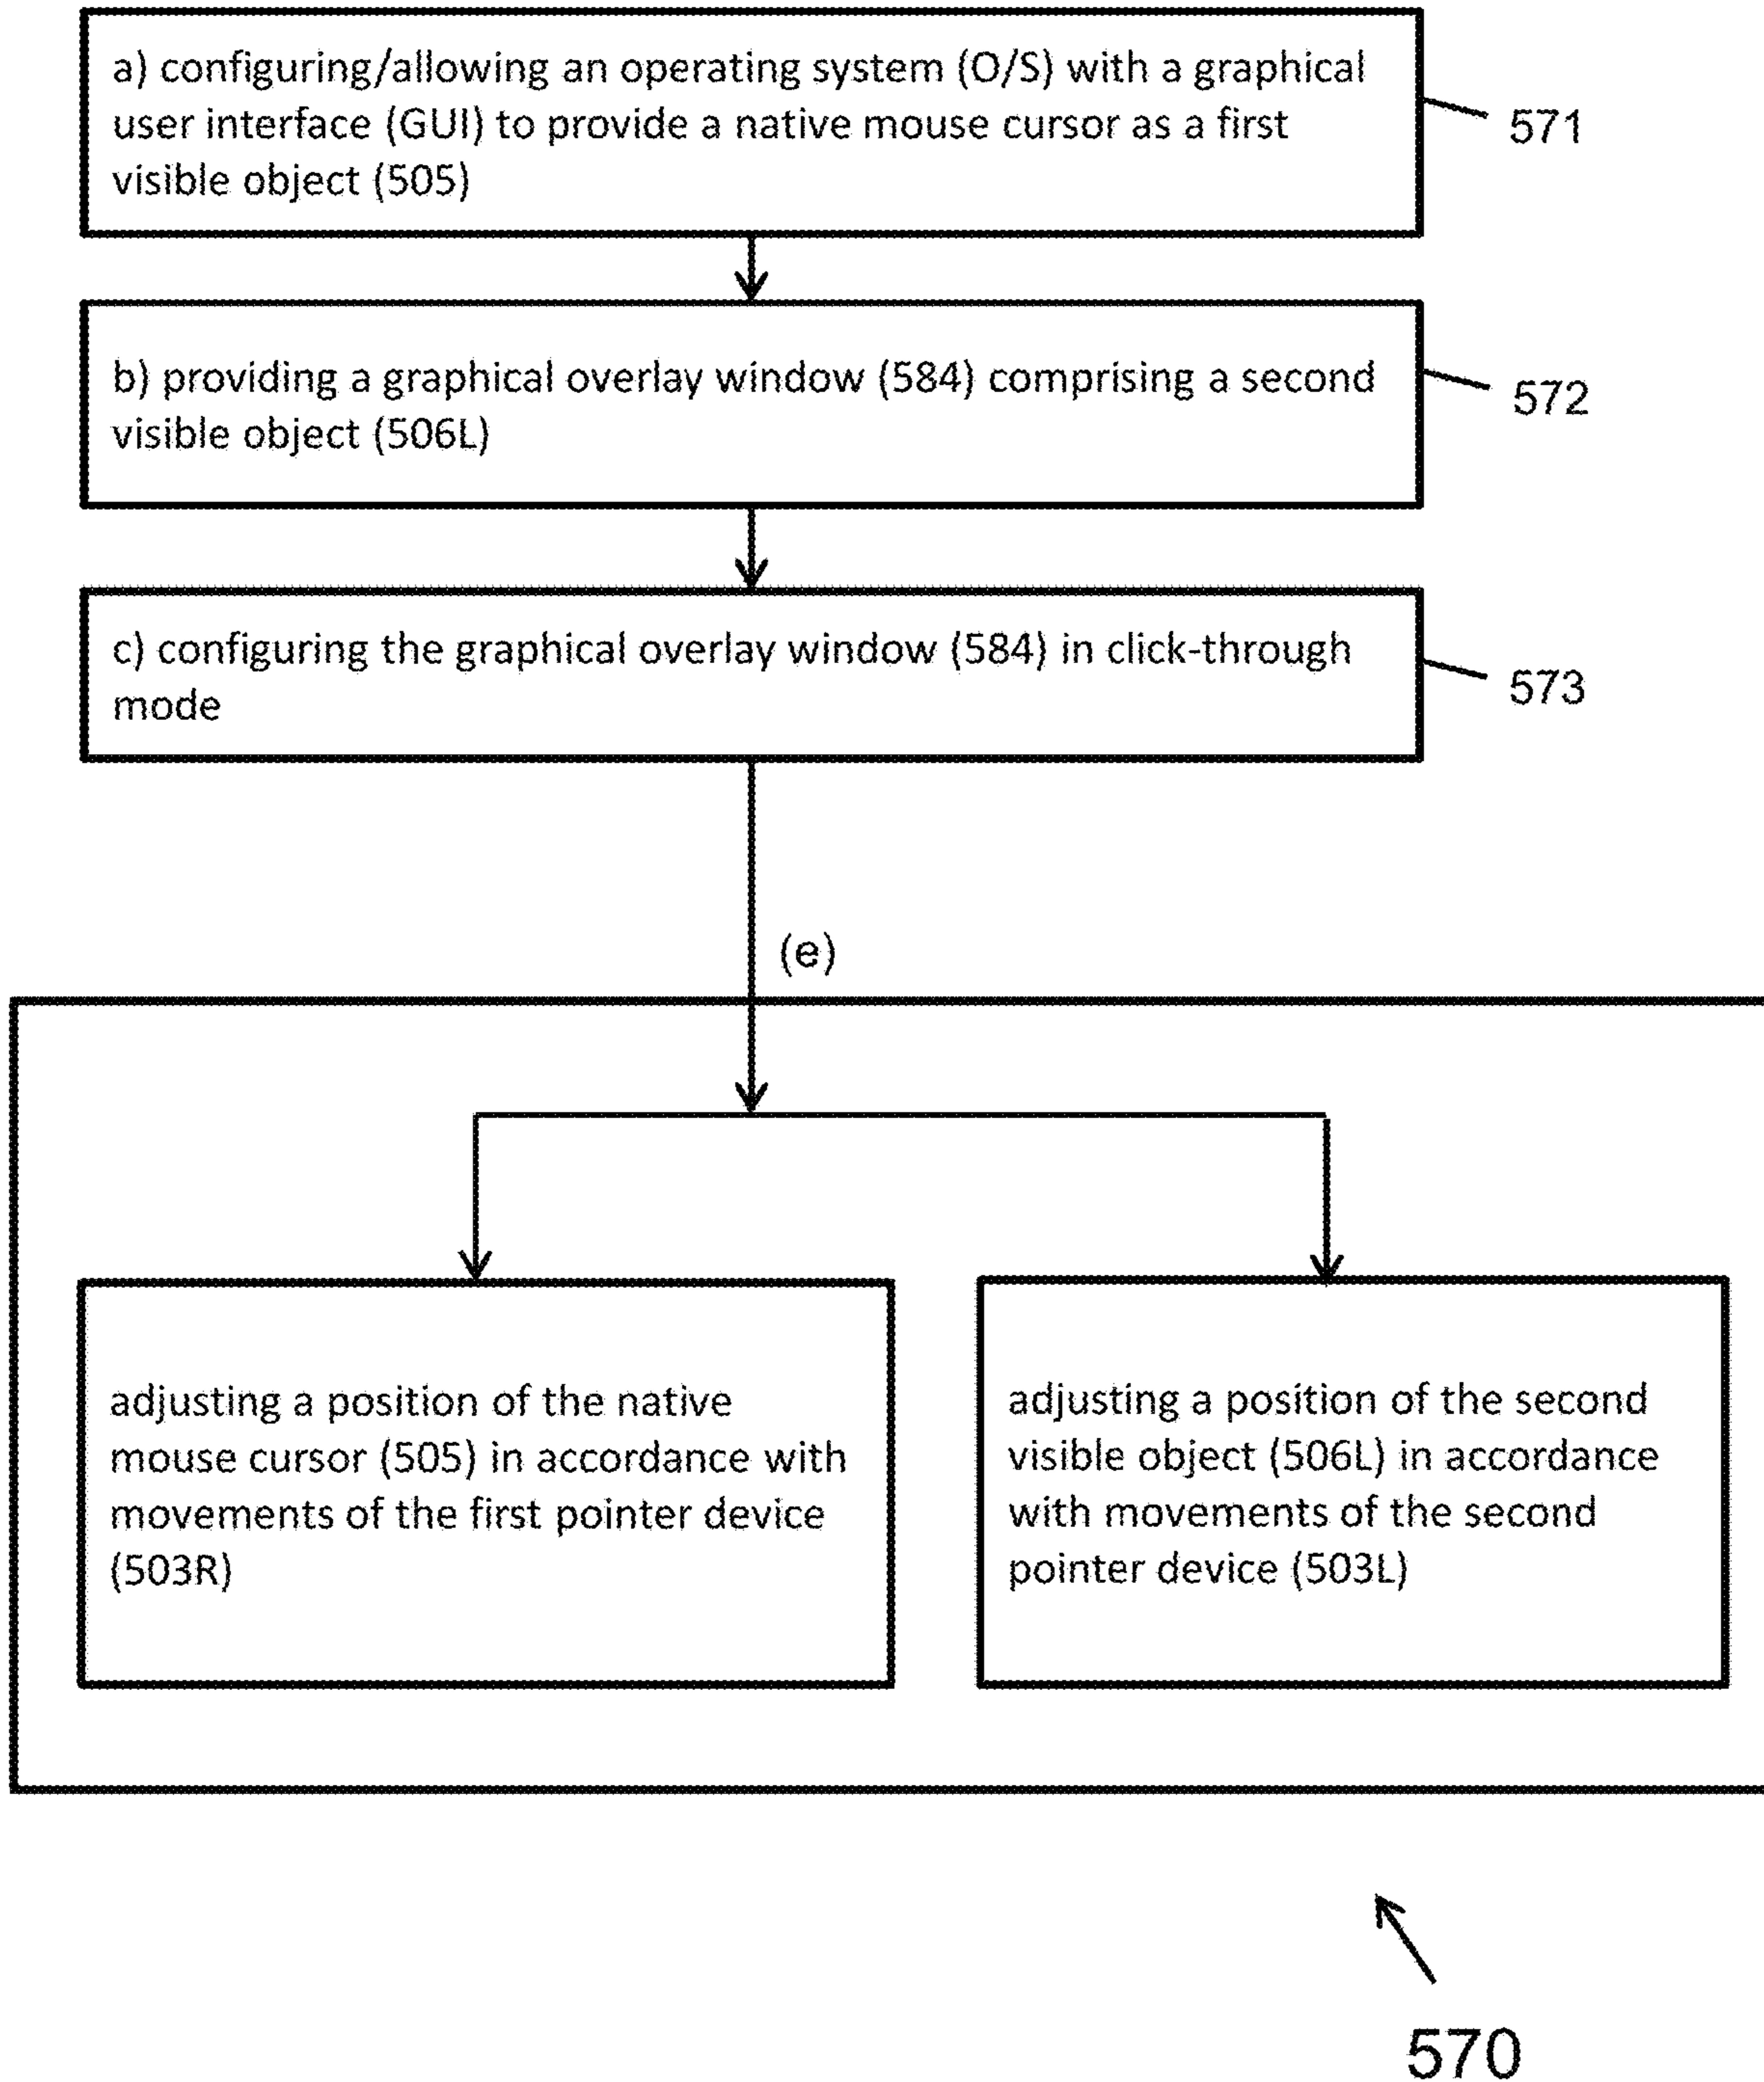 a) configuring/allowing an operating system (O/S) with a graphical
user interface (GUI) to provide a native mouse cursor as a first
visible object (505)
571
b) providing a graphical overlay window (584) comprising a second
visible object (506L)
572
c) configuring the graphical overlay window (584) in click-through
mode
573
(e)
adjusting a position of the native
mouse cursor (505) in accordance with
movements of the first pointer device
(503R)
adjusting a position of the second
visible object (506L) in accordance
with movements of the second
pointer device (503L)
570